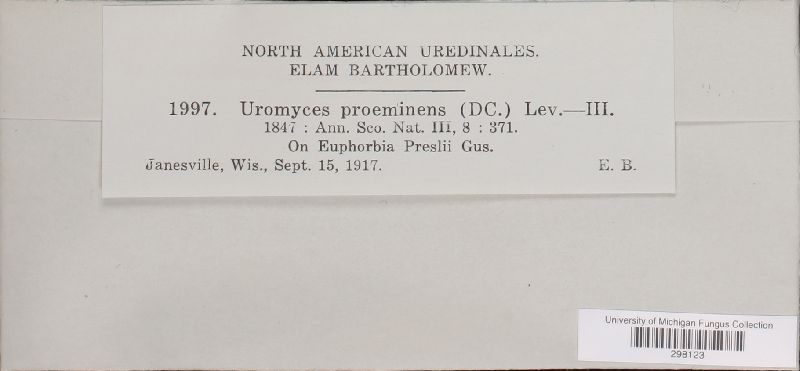 NORTH AMERICAN UREDINALES.
ELAM BARTHOLOMEW.
1997. Uromyces proeminens (DC.) Lev.—III.
1847 : Ann. Sco. Nat. III, 8 : 371.
On Euphorbia Preslii Gus.
Janesville, Wis., Sept. 15, 1917. E. B.
University of Michigan Fungus Collection
298123